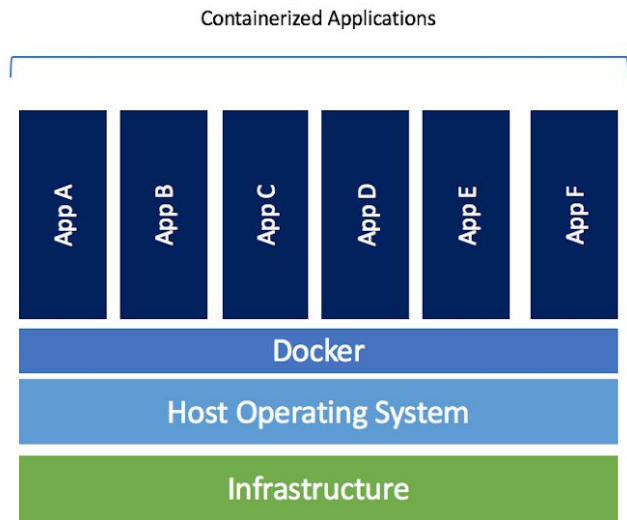 Containerized Applications
App A
App B
App C
App D
App E
App F
Docker
Host Operating System
Infrastructure